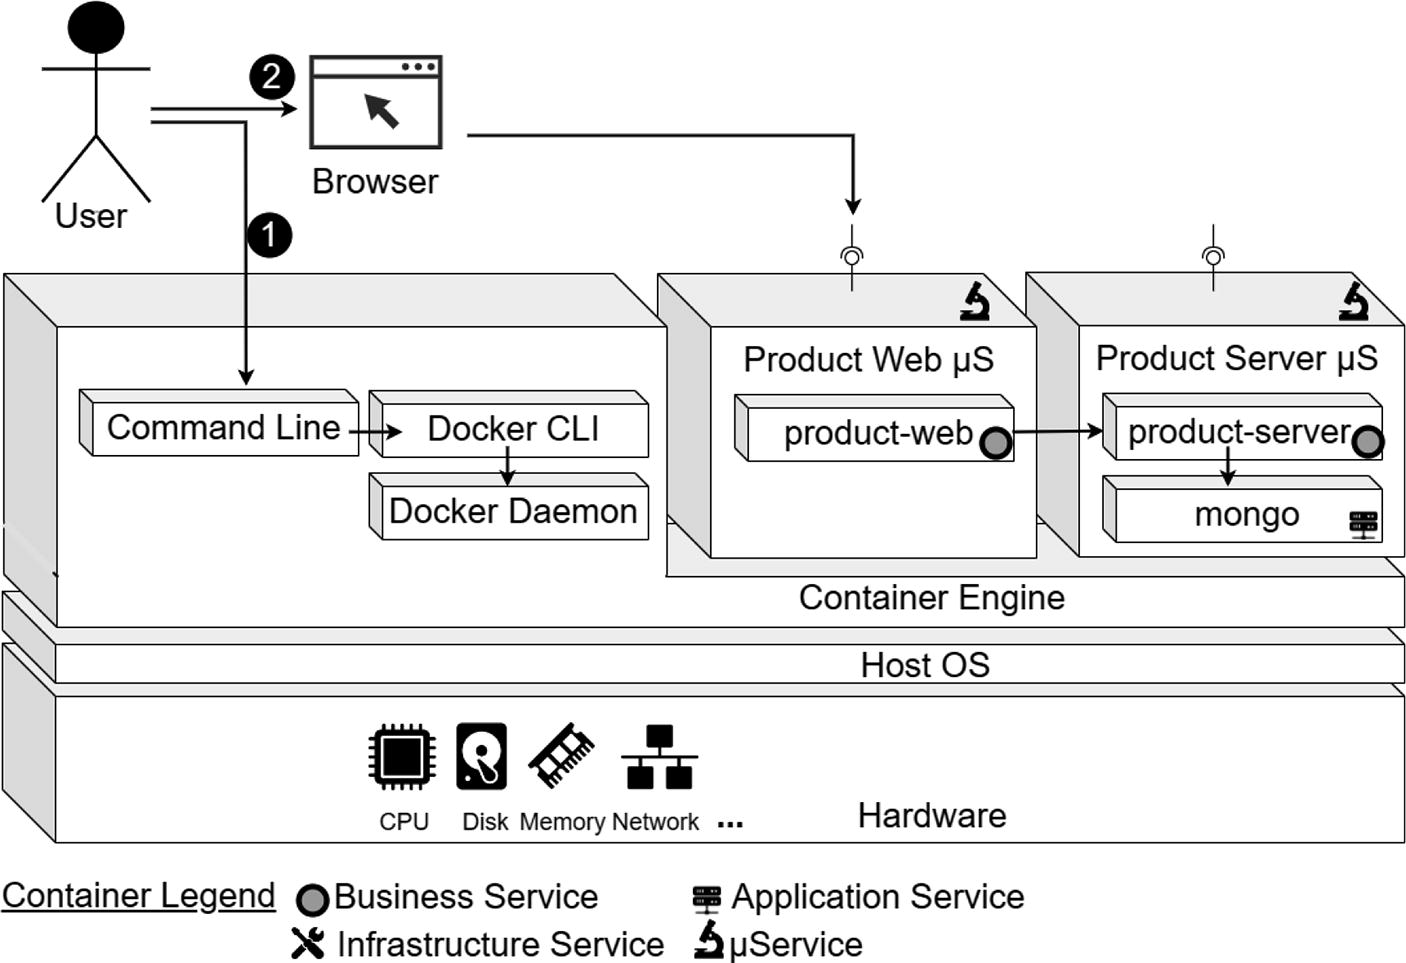 2
Browser
User
1
Product Web µS
Product Server µS
Command Line
Docker CLI
product-web
product-server
Docker Daemon
mongo
Container Engine
Host OS
CPU
Disk
Memory
Network
...
Hardware
Container Legend
Business Service
Application Service
Infrastructure Service
µService